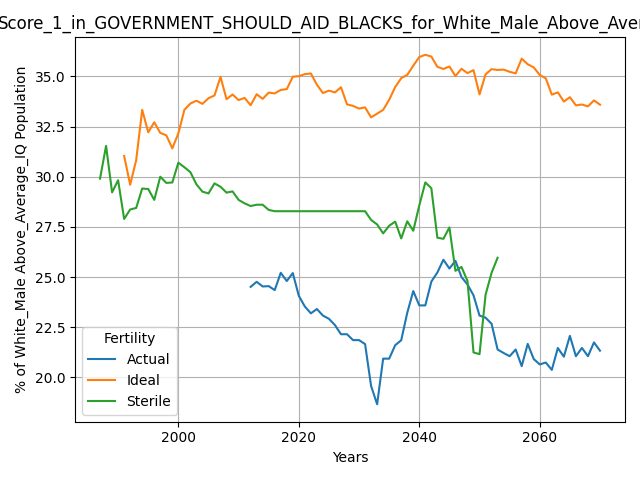 Score_1_in_GOVERNMENT_SHOULD_AID_BLACKS_for_White_Male_Above_Aver
% of White_Male Above_Average_IQ Population
35.0
32.5
30.0
27.5
25.0
22.5
20.0
Fertility
Actual
Ideal
Sterile
2000 2020 2040 2060
Years